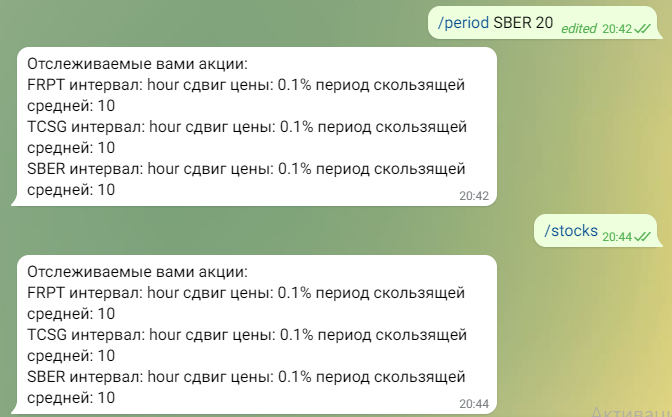 /period SBER 20 edited 20:42
Отслеживаемые вами акции:
FRPT интервал: hour сдвиг цены: 0.1% период скользящей
средней: 10
TCSG интервал: hour сдвиг цены: 0.1% период скользящей
средней: 10
SBER интервал: hour сдвиг цены: 0.1% период скользящей
средней: 10
20:42
/stocks 20:44
Отслеживаемые вами акции:
FRPT интервал: hour сдвиг цены: 0.1% период скользящей
средней: 10
TCSG интервал: hour сдвиг цены: 0.1% период скользящей
средней: 10
SBER интервал: hour сдвиг цены: 0.1% период скользящей
средней: 10
20:44